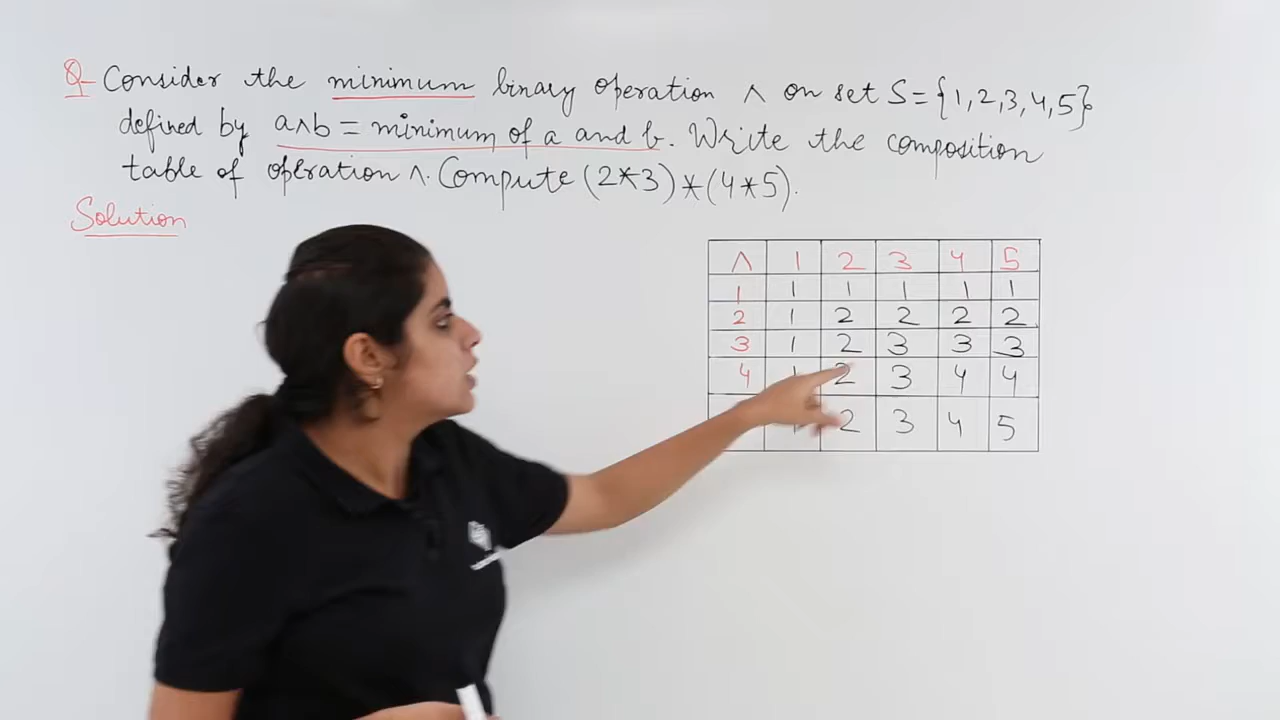 Q- Consider the minimum binary operation ∧ on set S = {1,2,3,4,5}
defined by a∧b = minimum of a and b. Write the composition
table of operation ∧. Compute (2*3)*(4*5).
Solution
∧ 1 2 3 4 5
1 1 1 1 1 1
2 1 2 2 2 2
3 1 2 3 3 3
4 1 2 3 4 4
1 2 3 4 5